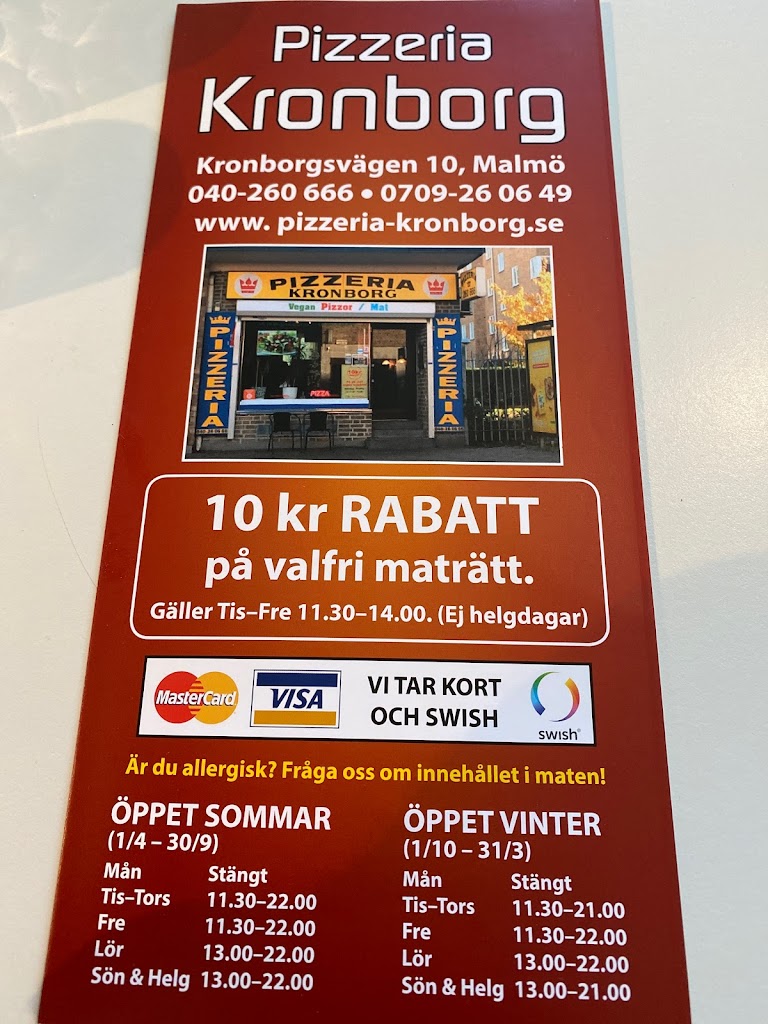 Pizzeria
Kronborg
Kronborgsvägen 10, Malmö
040-260 666 • 0709-26 06 49
www. pizzeria-kronborg.se
PIZZERIA
KRONBORG
Vegan Pizzor / Mat
PIZZERIA
PIZZERIA
PIZZA
10 kr RABATT
på valfri maträtt.
Gäller Tis–Fre 11.30–14.00. (Ej helgdagar)
MasterCard
VISA
VI TAR KORT
OCH SWISH
swish®
Är du allergisk? Fråga oss om innehållet i maten!
ÖPPET SOMMAR
(1/4 – 30/9)
Mån Stängt
Tis–Tors 11.30–22.00
Fre 11.30–22.00
Lör 13.00–22.00
Sön & Helg 13.00–22.00
ÖPPET VINTER
(1/10 – 31/3)
Mån Stängt
Tis–Tors 11.30–21.00
Fre 11.30–22.00
Lör 13.00–22.00
Sön & Helg 13.00–21.00